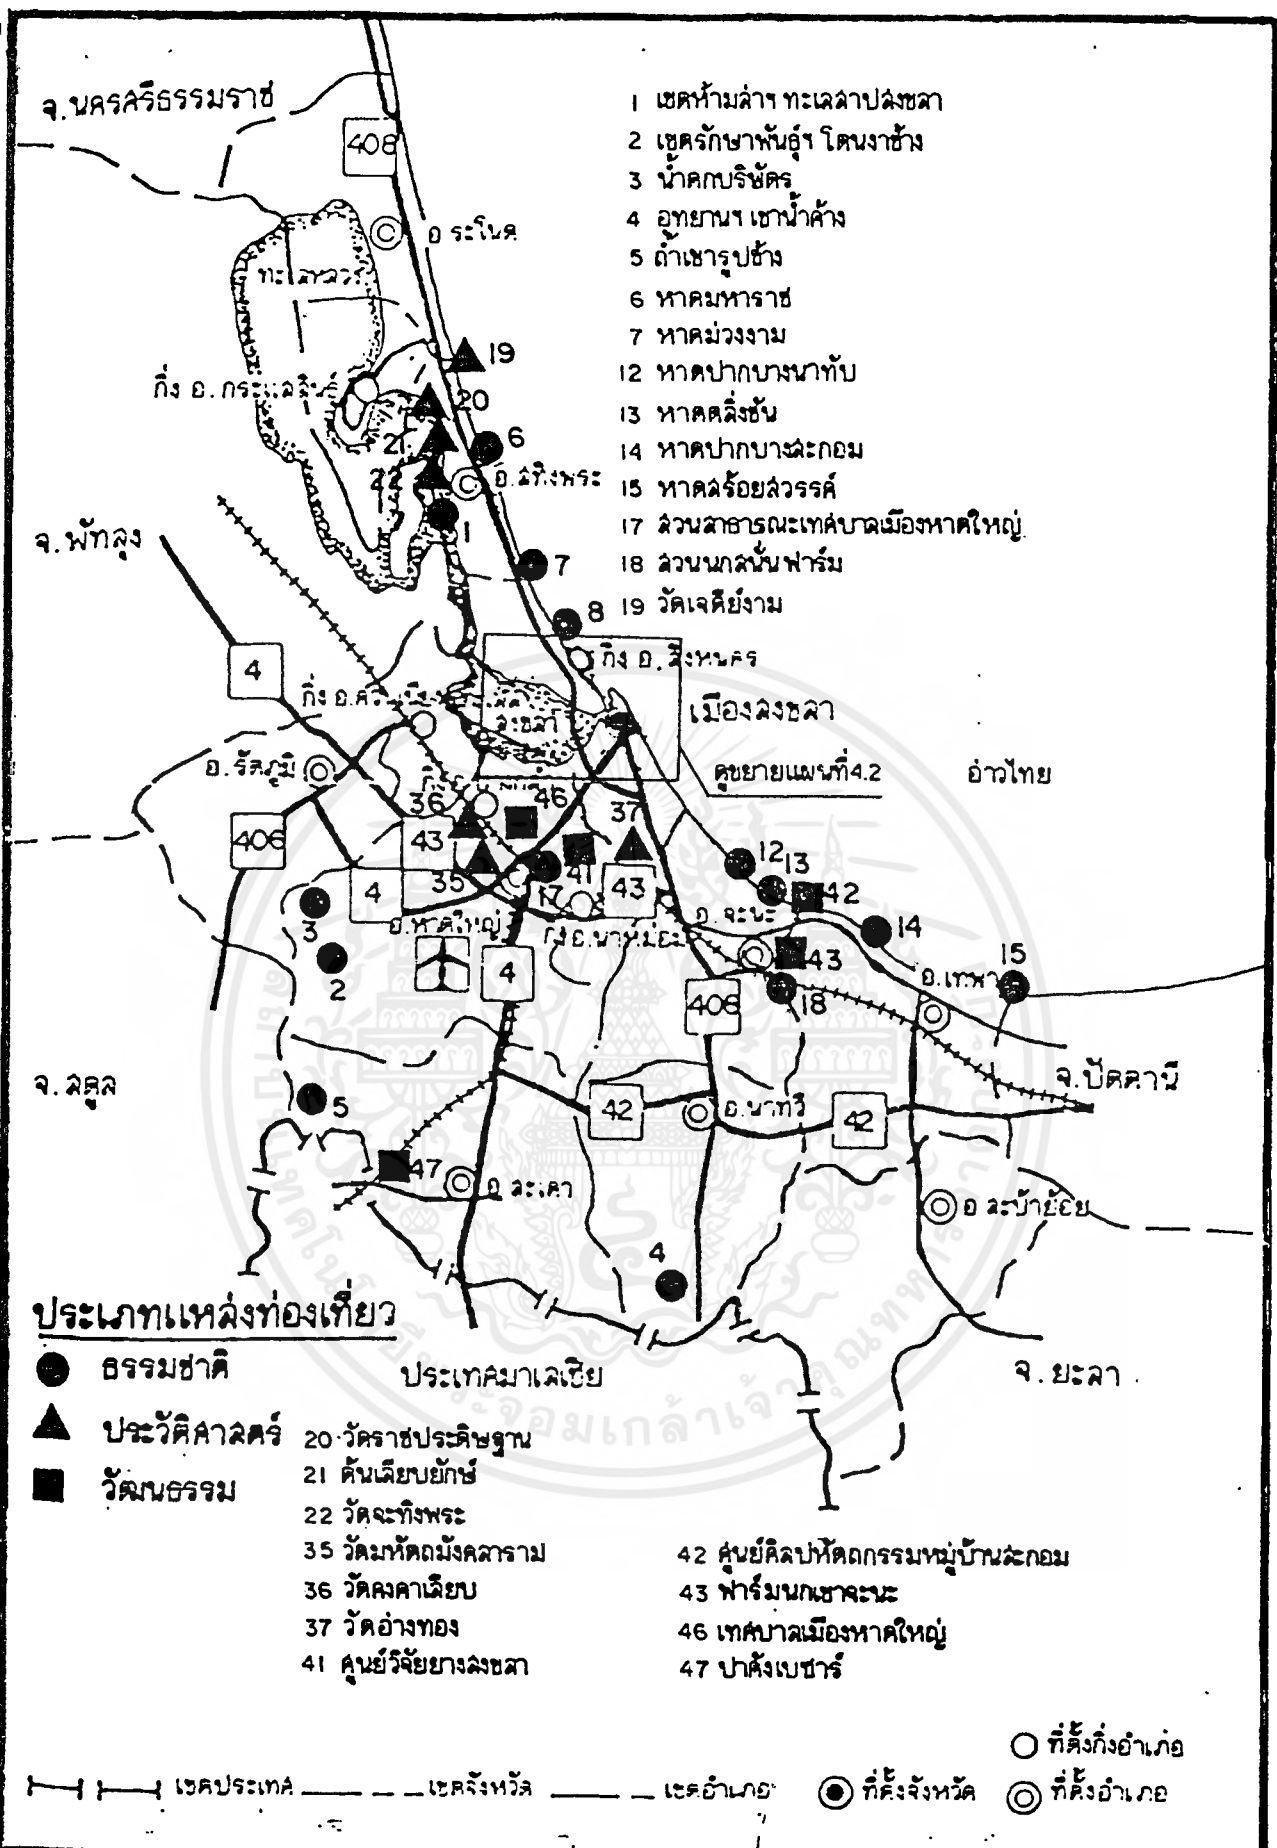 จ.นครศรีธรรมราช
408
อ ระโนด
ทะเลหลวง
19
กิ่ง อ. กระแสสินธุ์
20
21
6
22
อ.สทิงพระ
1
จ.พัทลุง
7
8
กิ่ง อ. สิงหนคร
4
เมืองสงขลา
สงขลา
อ. รัตภูมิ
ดูขยายแผนที่4.2
อ่าวไทย
36
46
37
406
43
35
41
17
43
12
13
42
4
3
อ.หาดใหญ่
กิ่ง อ.นาหม่อม
อ.จะนะ
14
43
2
4
15
อ.เทพา
408
18
จ.สตูล
5
จ.ปัตตานี
42
อ.นาทวี
42
47
อ สะเดา
อ สะบ้าย้อย
4
จ.ยะลา
ประเทศมาเลเซีย
1 เขตห้ามล่าฯ ทะเลสาปสงขลา
2 เขตรักษาพันธุ์ฯ โตนงาช้าง
3 น้ำตกบริพัตร
4 อุทยานฯ เขาน้ำค้าง
5 ถ้ำเขารูปช้าง
6 หาดมหาราช
7 หาดม่วงงาม
12 หาดปากบางนาทับ
13 หาดตลิ่งชัน
14 หาดปากบางสะกอม
15 หาดสร้อยสวรรค์
17 สวนสาธารณะเทศบาลเมืองหาดใหญ่
18 สวนนกสนั่นฟาร์ม
19 วัดเจดีย์งาม
ประเภทแหล่งท่องเที่ยว
ธรรมชาติ
ประวัติศาสตร์
วัฒนธรรม
20 วัดราชประดิษฐาน
21 ต้นเลียบยักษ์
22 วัดจะทิงพระ
35 วัดมหัตถมังคลาราม
36 วัดคงคาเลียบ
37 วัดอ่างทอง
41 ศูนย์วิจัยยางสงขลา
42 ศูนย์ศิลปหัตถกรรมหมู่บ้านสะกอม
43 ฟาร์มนกเขาจะนะ
46 เทศบาลเมืองหาดใหญ่
47 ปาดังเบซาร์
ที่ตั้งกิ่งอำเภอ
เขตประเทศ
เขตจังหวัด
เขตอำเภอ
ที่ตั้งจังหวัด
ที่ตั้งอำเภอ